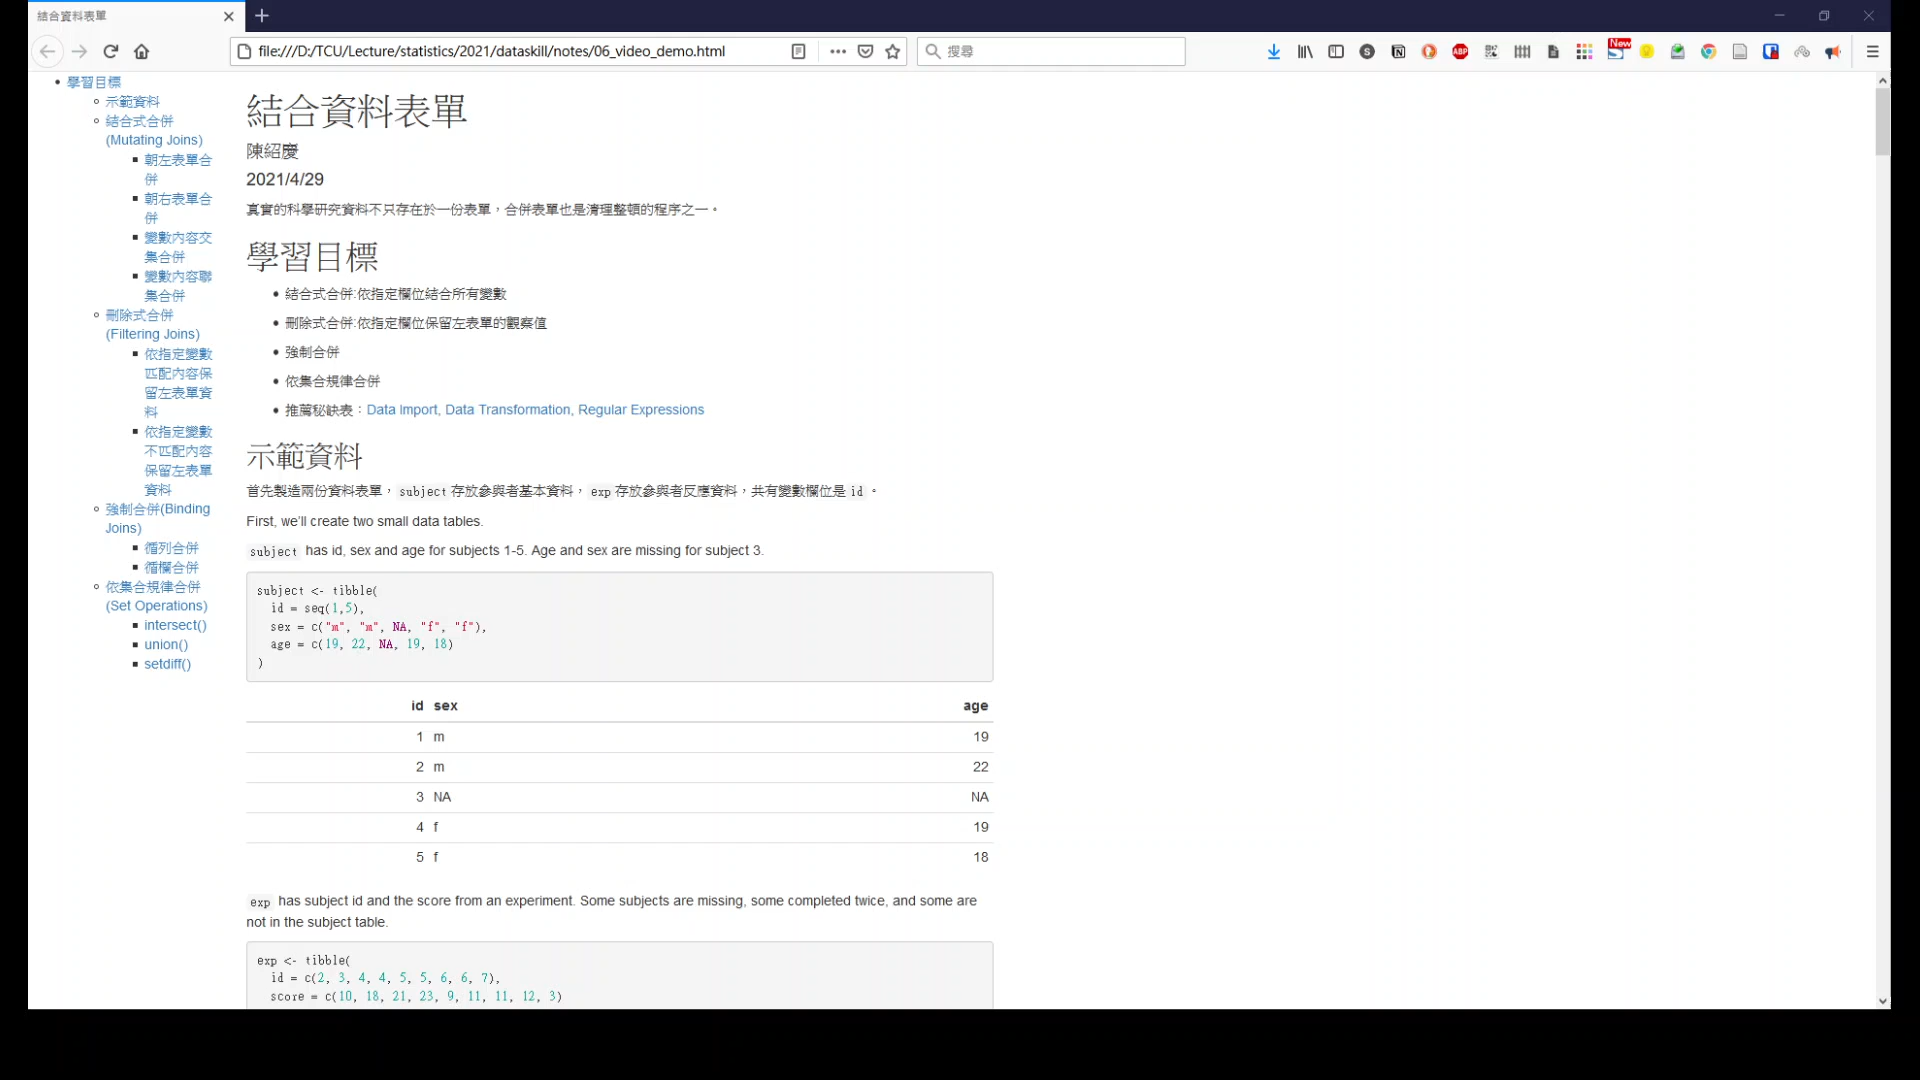 結合資料表單
file:///D:/TCU/Lecture/statistics/2021/dataskill/notes/06_video_demo.html
搜尋
New
S
N
ABP
學習目標
示範資料
結合式合併
(Mutating Joins)
朝左表單合
併
朝右表單合
併
變數內容交
集合併
變數內容聯
集合併
刪除式合併
(Filtering Joins)
依指定變數
匹配內容保
留左表單資
料
依指定變數
不匹配內容
保留左表單
資料
強制合併(Binding
Joins)
循列合併
循欄合併
依集合規律合併
(Set Operations)
intersect()
union()
setdiff()
結合資料表單
陳紹慶
2021/4/29
真實的科學研究資料不只存在於一份表單，合併表單也是清理整頓的程序之一。
學習目標
結合式合併:依指定欄位結合所有變數
刪除式合併:依指定欄位保留左表單的觀察值
強制合併
依集合規律合併
推薦秘訣表：Data Import, Data Transformation, Regular Expressions
示範資料
首先製造兩份資料表單，subject 存放參與者基本資料，exp 存放參與者反應資料，共有變數欄位是 id 。
First, we'll create two small data tables.
subject has id, sex and age for subjects 1-5. Age and sex are missing for subject 3.
subject <- tibble(
id = seq(1,5),
sex = c("m", "m", NA, "f", "f"),
age = c(19, 22, NA, 19, 18)
)
id sex age
1 m 19
2 m 22
3 NA NA
4 f 19
5 f 18
exp has subject id and the score from an experiment. Some subjects are missing, some completed twice, and some are
not in the subject table.
exp <- tibble(
id = c(2, 3, 4, 4, 5, 5, 6, 6, 7),
score = c(10, 18, 21, 23, 9, 11, 11, 12, 3)